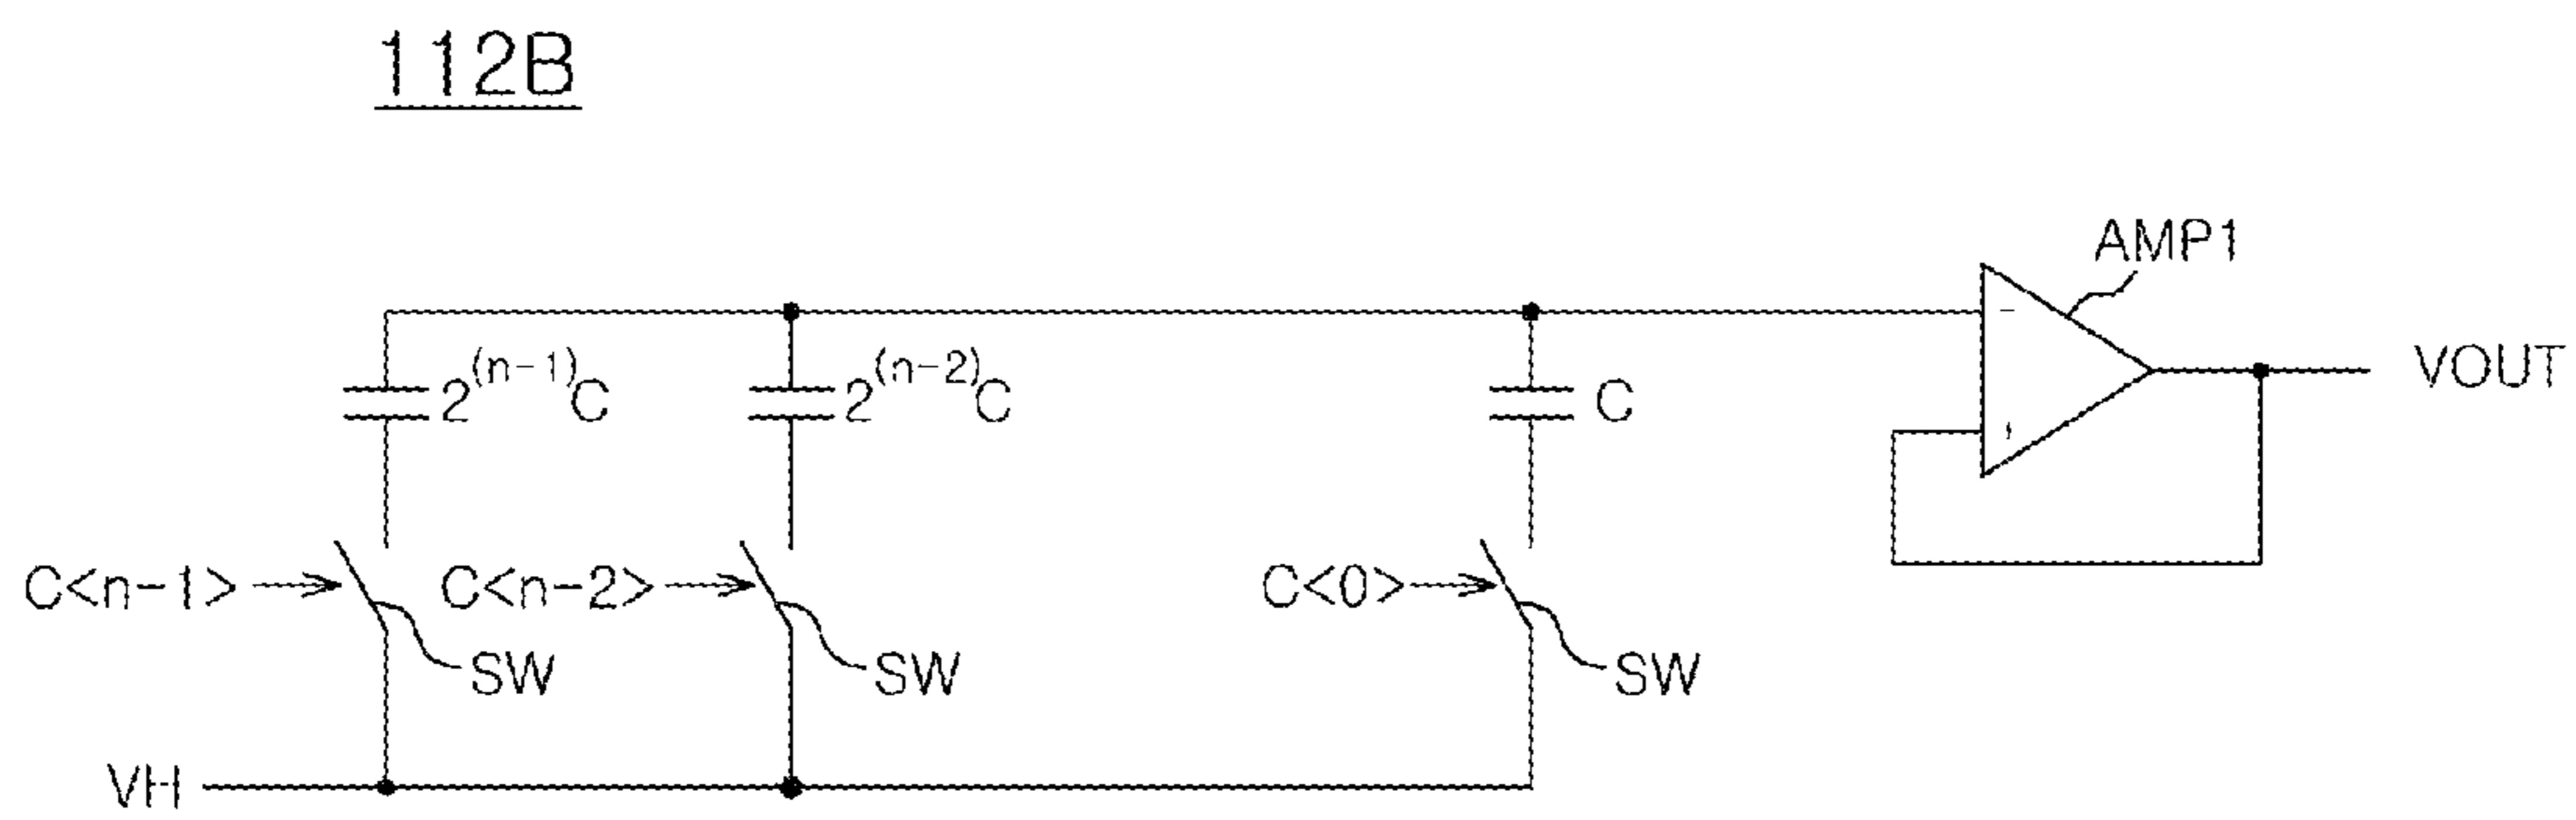 112B
AMP1
−
+
VOUT
2^(n-1)C
2^(n-2)C
C
C<n-1>
C<n-2>
C<0>
SW
SW
SW
VH